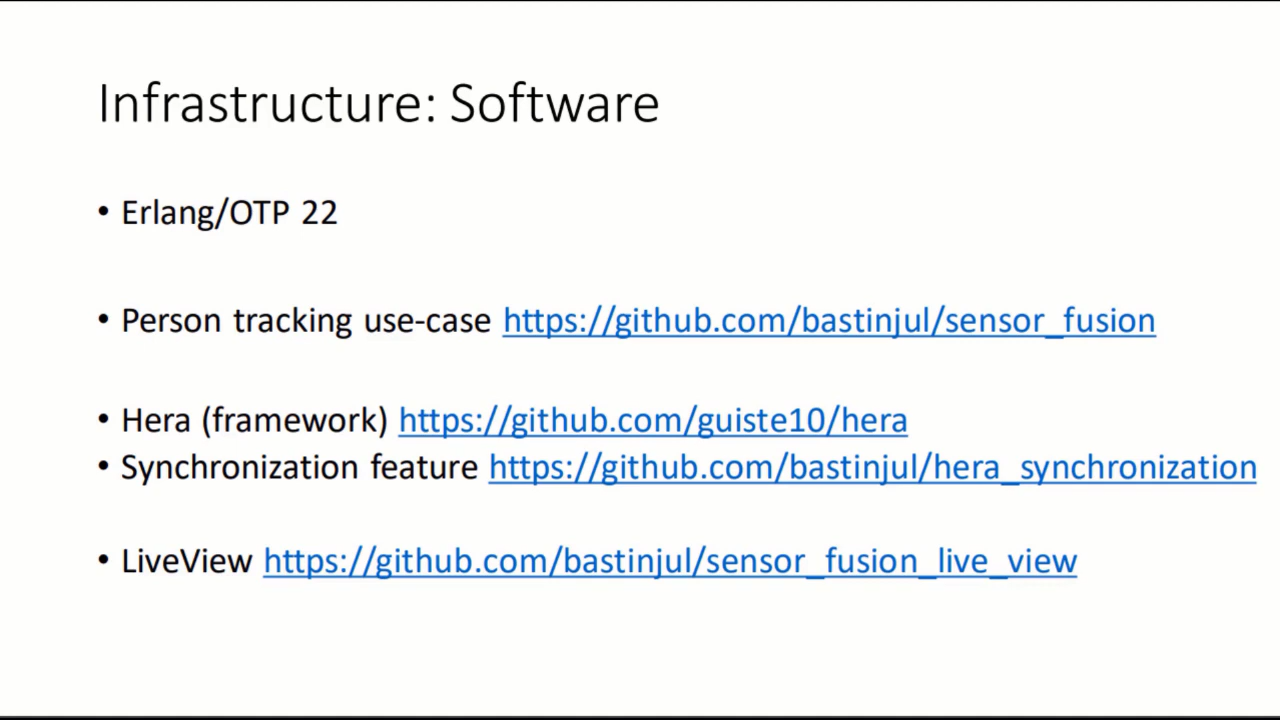 Infrastructure: Software
• Erlang/OTP 22
• Person tracking use-case https://github.com/bastinjul/sensor_fusion
• Hera (framework) https://github.com/guiste10/hera
• Synchronization feature https://github.com/bastinjul/hera_synchronization
• LiveView https://github.com/bastinjul/sensor_fusion_live_view